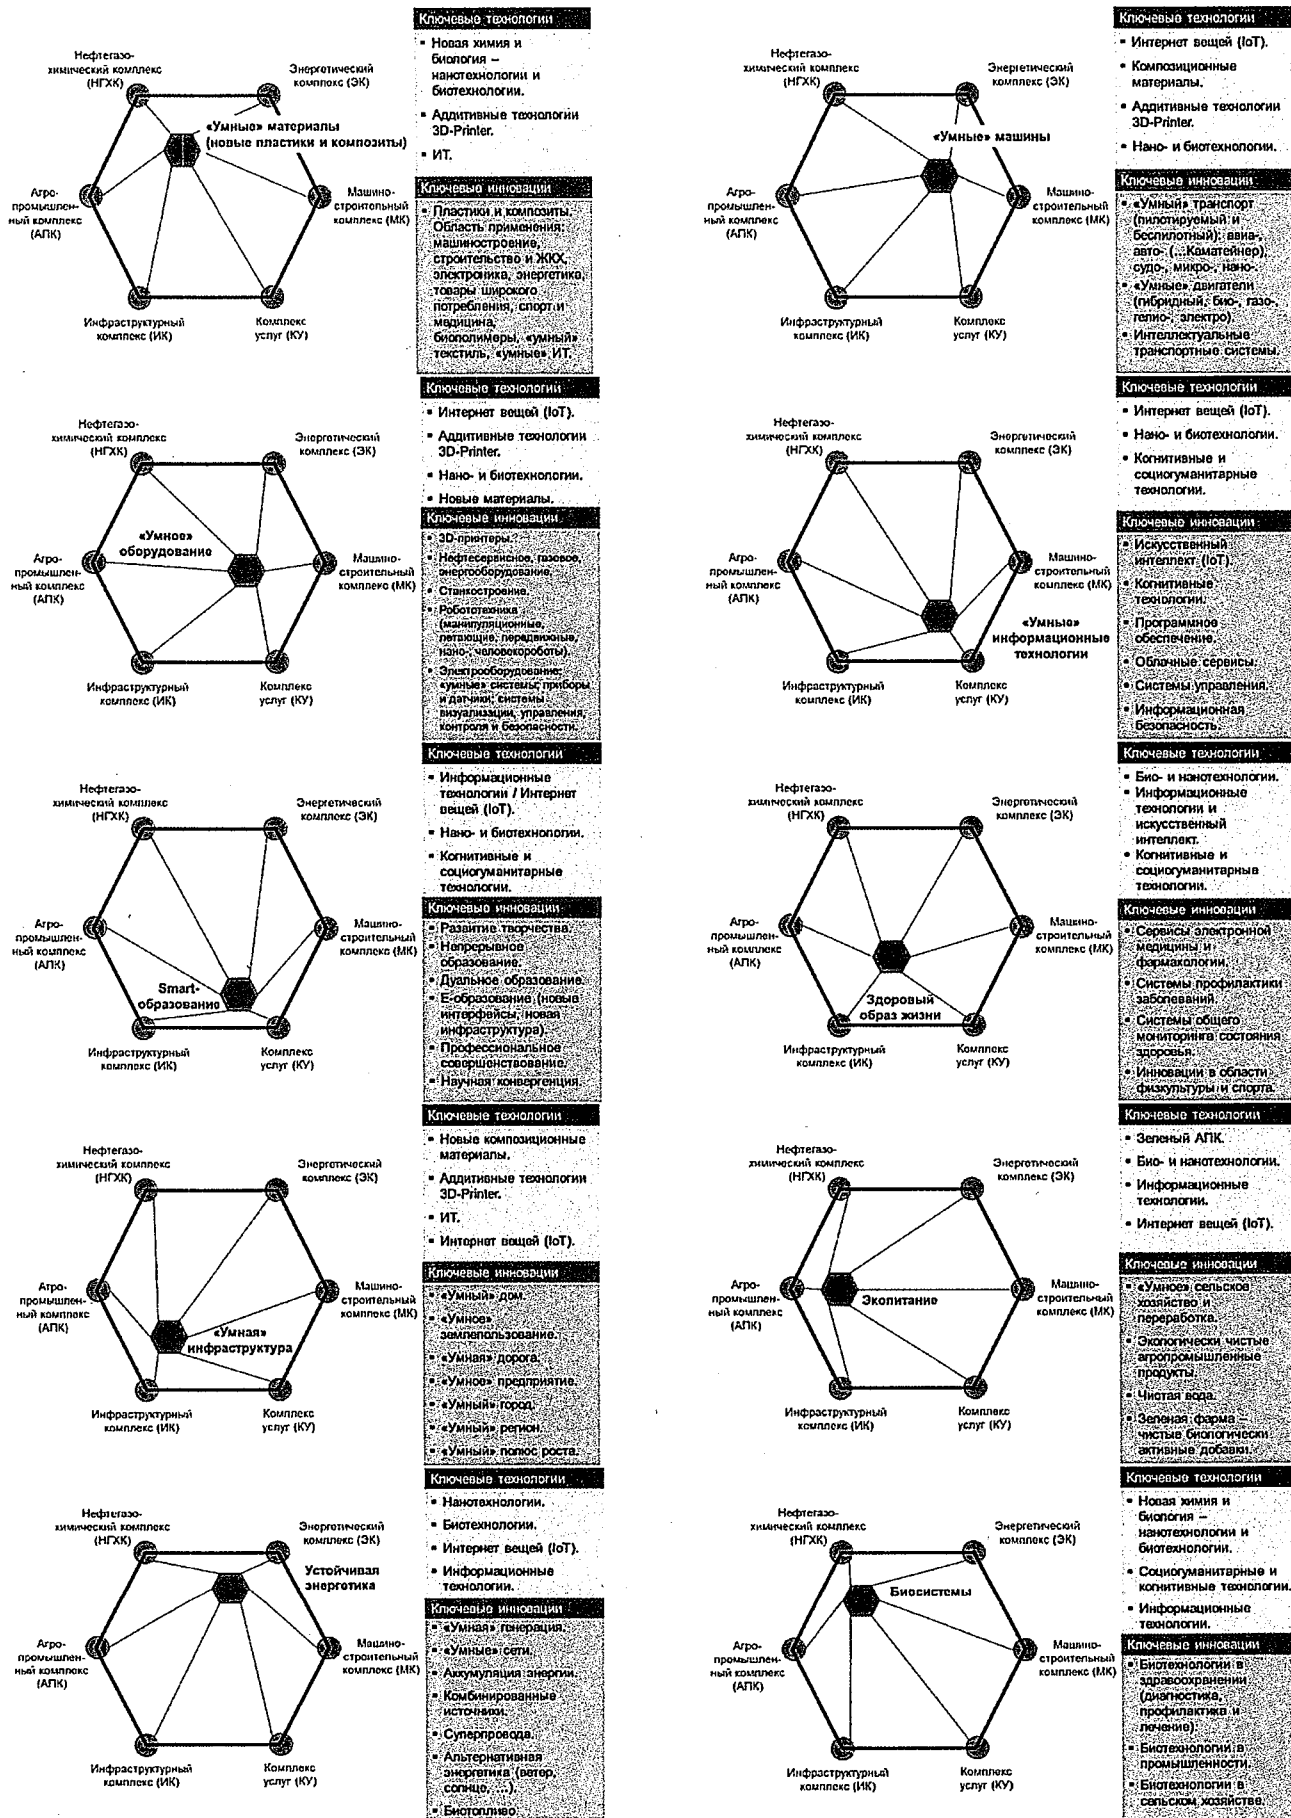 Нефтегазо-
химический комплекс
(НГХК)
Энергетический
комплекс (ЭК)
«Умные» материалы
(новые пластики и композиты)
Агро-
промышлен-
ный комплекс
(АПК)
Машино-
строительный
комплекс (МК)
Инфраструктурный
комплекс (ИК)
Комплекс
услуг (КУ)
Ключевые технологии
▪ Новая химия и
биология –
нанотехнологии и
биотехнологии.
▪ Аддитивные технологии
3D-Printer.
▪ ИТ.
Ключевые инновации
▪ Пластики и композиты.
Область применения:
машиностроение,
строительство и ЖКХ,
электроника, энергетика,
товары широкого
потребления, спорт и
медицина,
биополимеры, «умный»
текстиль, «умные» ИТ.
Нефтегазо-
химический комплекс
(НГХК)
Энергетический
комплекс (ЭК)
«Умные» машины
Агро-
промышлен-
ный комплекс
(АПК)
Машино-
строительный
комплекс (МК)
Инфраструктурный
комплекс (ИК)
Комплекс
услуг (КУ)
Ключевые технологии
▪ Интернет вещей (IoT).
▪ Композиционные
материалы.
▪ Аддитивные технологии
3D-Printer.
▪ Нано- и биотехнологии.
Ключевые инновации
▪ «Умный» транспорт
(пилотируемый и
беспилотный): авиа-,
авто- (...Каматейнер),
судо-, микро-, нано-.
▪ «Умные» двигатели
(гибридный, био-, газо-,
гелио-, электро).
▪ Интеллектуальные
транспортные системы.
Нефтегазо-
химический комплекс
(НГХК)
Энергетический
комплекс (ЭК)
«Умное»
оборудование
Агро-
промышлен-
ный комплекс
(АПК)
Машино-
строительный
комплекс (МК)
Инфраструктурный
комплекс (ИК)
Комплекс
услуг (КУ)
Ключевые технологии
▪ Интернет вещей (IoT).
▪ Аддитивные технологии
3D-Printer.
▪ Нано- и биотехнологии.
▪ Новые материалы.
Ключевые инновации
▪ 3D-принтеры.
▪ Нефтесервисное, газовое,
энергооборудование.
▪ Станкостроение.
▪ Робототехника
(манипуляционные,
летающие, передвижные,
нано-, человекороботы).
▪ Электрооборудование;
«умные» системы; приборы
и датчики; системы
визуализации, управления,
контроля и безопасности.
Нефтегазо-
химический комплекс
(НГХК)
Энергетический
комплекс (ЭК)
Агро-
промышлен-
ный комплекс
(АПК)
Машино-
строительный
комплекс (МК)
«Умные»
информационные
технологии
Инфраструктурный
комплекс (ИК)
Комплекс
услуг (КУ)
Ключевые технологии
▪ Интернет вещей (IoT).
▪ Нано- и биотехнологии.
▪ Когнитивные и
социогуманитарные
технологии.
Ключевые инновации
▪ Искусственный
интеллект (IoT).
▪ Когнитивные
технологии.
▪ Программное
обеспечение.
▪ Облачные сервисы.
▪ Системы управления.
▪ Информационная
безопасность.
Нефтегазо-
химический комплекс
(НГХК)
Энергетический
комплекс (ЭК)
Агро-
промышлен-
ный комплекс
(АПК)
Машино-
строительный
комплекс (МК)
Smart-
образование
Инфраструктурный
комплекс (ИК)
Комплекс
услуг (КУ)
Ключевые технологии
▪ Информационные
технологии / Интернет
вещей (IoT).
▪ Нано- и биотехнологии.
▪ Когнитивные и
социогуманитарные
технологии.
Ключевые инновации
▪ Развитие творчества.
▪ Непрерывное
образование.
▪ Дуальное образование.
▪ E-образование (новые
интерфейсы, новая
инфраструктура).
▪ Профессиональное
совершенствование.
▪ Научная конвергенция.
Нефтегазо-
химический комплекс
(НГХК)
Энергетический
комплекс (ЭК)
Агро-
промышлен-
ный комплекс
(АПК)
Машино-
строительный
комплекс (МК)
Здоровый
образ жизни
Инфраструктурный
комплекс (ИК)
Комплекс
услуг (КУ)
Ключевые технологии
▪ Био- и нанотехнологии.
▪ Информационные
технологии и
искусственный
интеллект.
▪ Когнитивные и
социогуманитарные
технологии.
Ключевые инновации
▪ Сервисы электронной
медицины и
фармакологии.
▪ Системы профилактики
заболеваний.
▪ Системы общего
мониторинга состояния
здоровья.
▪ Инновации в области
физкультуры и спорта.
Нефтегазо-
химический комплекс
(НГХК)
Энергетический
комплекс (ЭК)
Агро-
промышлен-
ный комплекс
(АПК)
Машино-
строительный
комплекс (МК)
«Умная»
инфраструктура
Инфраструктурный
комплекс (ИК)
Комплекс
услуг (КУ)
Ключевые технологии
▪ Новые композиционные
материалы.
▪ Аддитивные технологии
3D-Printer.
▪ ИТ.
▪ Интернет вещей (IoT).
Ключевые инновации
▪ «Умный» дом.
▪ «Умное»
землепользование.
▪ «Умная» дорога.
▪ «Умное» предприятие.
▪ «Умный» город.
▪ «Умный» регион.
▪ «Умный» полюс роста.
Нефтегазо-
химический комплекс
(НГХК)
Энергетический
комплекс (ЭК)
Агро-
промышлен-
ный комплекс
(АПК)
Экопитание
Машино-
строительный
комплекс (МК)
Инфраструктурный
комплекс (ИК)
Комплекс
услуг (КУ)
Ключевые технологии
▪ Зеленый АПК.
▪ Био- и нанотехнологии.
▪ Информационные
технологии.
▪ Интернет вещей (IoT).
Ключевые инновации
▪ «Умное» сельское
хозяйство и
переработка.
▪ Экологически чистые
агропромышленные
продукты.
▪ Чистая вода.
▪ Зеленая фарма –
чистые биологически
активные добавки.
Нефтегазо-
химический комплекс
(НГХК)
Энергетический
комплекс (ЭК)
Устойчивая
энергетика
Агро-
промышлен-
ный комплекс
(АПК)
Машино-
строительный
комплекс (МК)
Инфраструктурный
комплекс (ИК)
Комплекс
услуг (КУ)
Ключевые технологии
▪ Нанотехнологии.
▪ Биотехнологии.
▪ Интернет вещей (IoT).
▪ Информационные
технологии.
Ключевые инновации
▪ «Умная» генерация.
▪ «Умные» сети.
▪ Аккумуляция энергии.
▪ Комбинированные
источники.
▪ Суперпровода.
▪ Альтернативная
энергетика (ветер,
солнце, ...).
▪ Биотопливо.
Нефтегазо-
химический комплекс
(НГХК)
Энергетический
комплекс (ЭК)
Биосистемы
Агро-
промышлен-
ный комплекс
(АПК)
Машино-
строительный
комплекс (МК)
Инфраструктурный
комплекс (ИК)
Комплекс
услуг (КУ)
Ключевые технологии
▪ Новая химия и
биология –
нанотехнологии и
биотехнологии.
▪ Социогуманитарные и
когнитивные технологии.
▪ Информационные
технологии.
Ключевые инновации
▪ Биотехнологии в
здравоохранении
(диагностика,
профилактика и
лечение).
▪ Биотехнологии в
промышленности.
▪ Биотехнологии в
сельском хозяйстве.